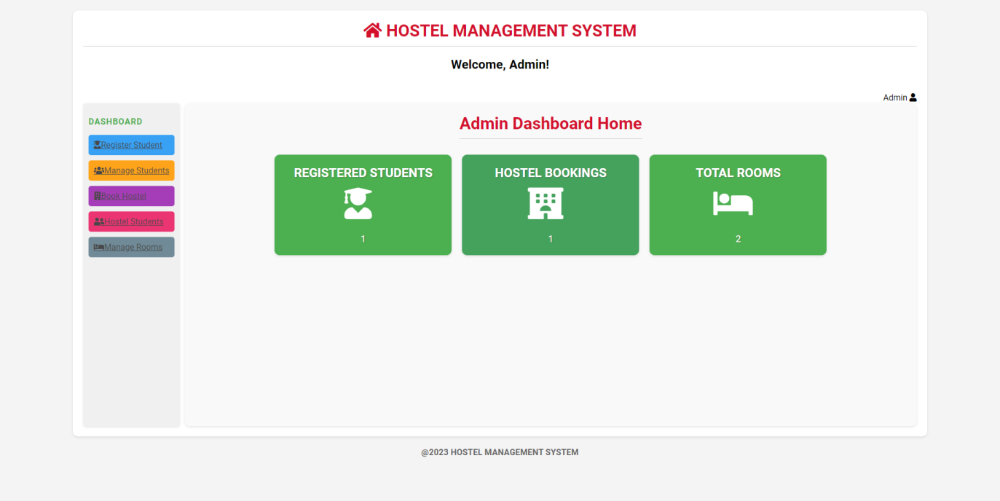 HOSTEL MANAGEMENT SYSTEM
Welcome, Admin!
Admin
DASHBOARD
Register Student
Manage Students
Book Hostel
Hostel Students
Manage Rooms
Admin Dashboard Home
REGISTERED STUDENTS
1
HOSTEL BOOKINGS
1
TOTAL ROOMS
2
@2023 HOSTEL MANAGEMENT SYSTEM